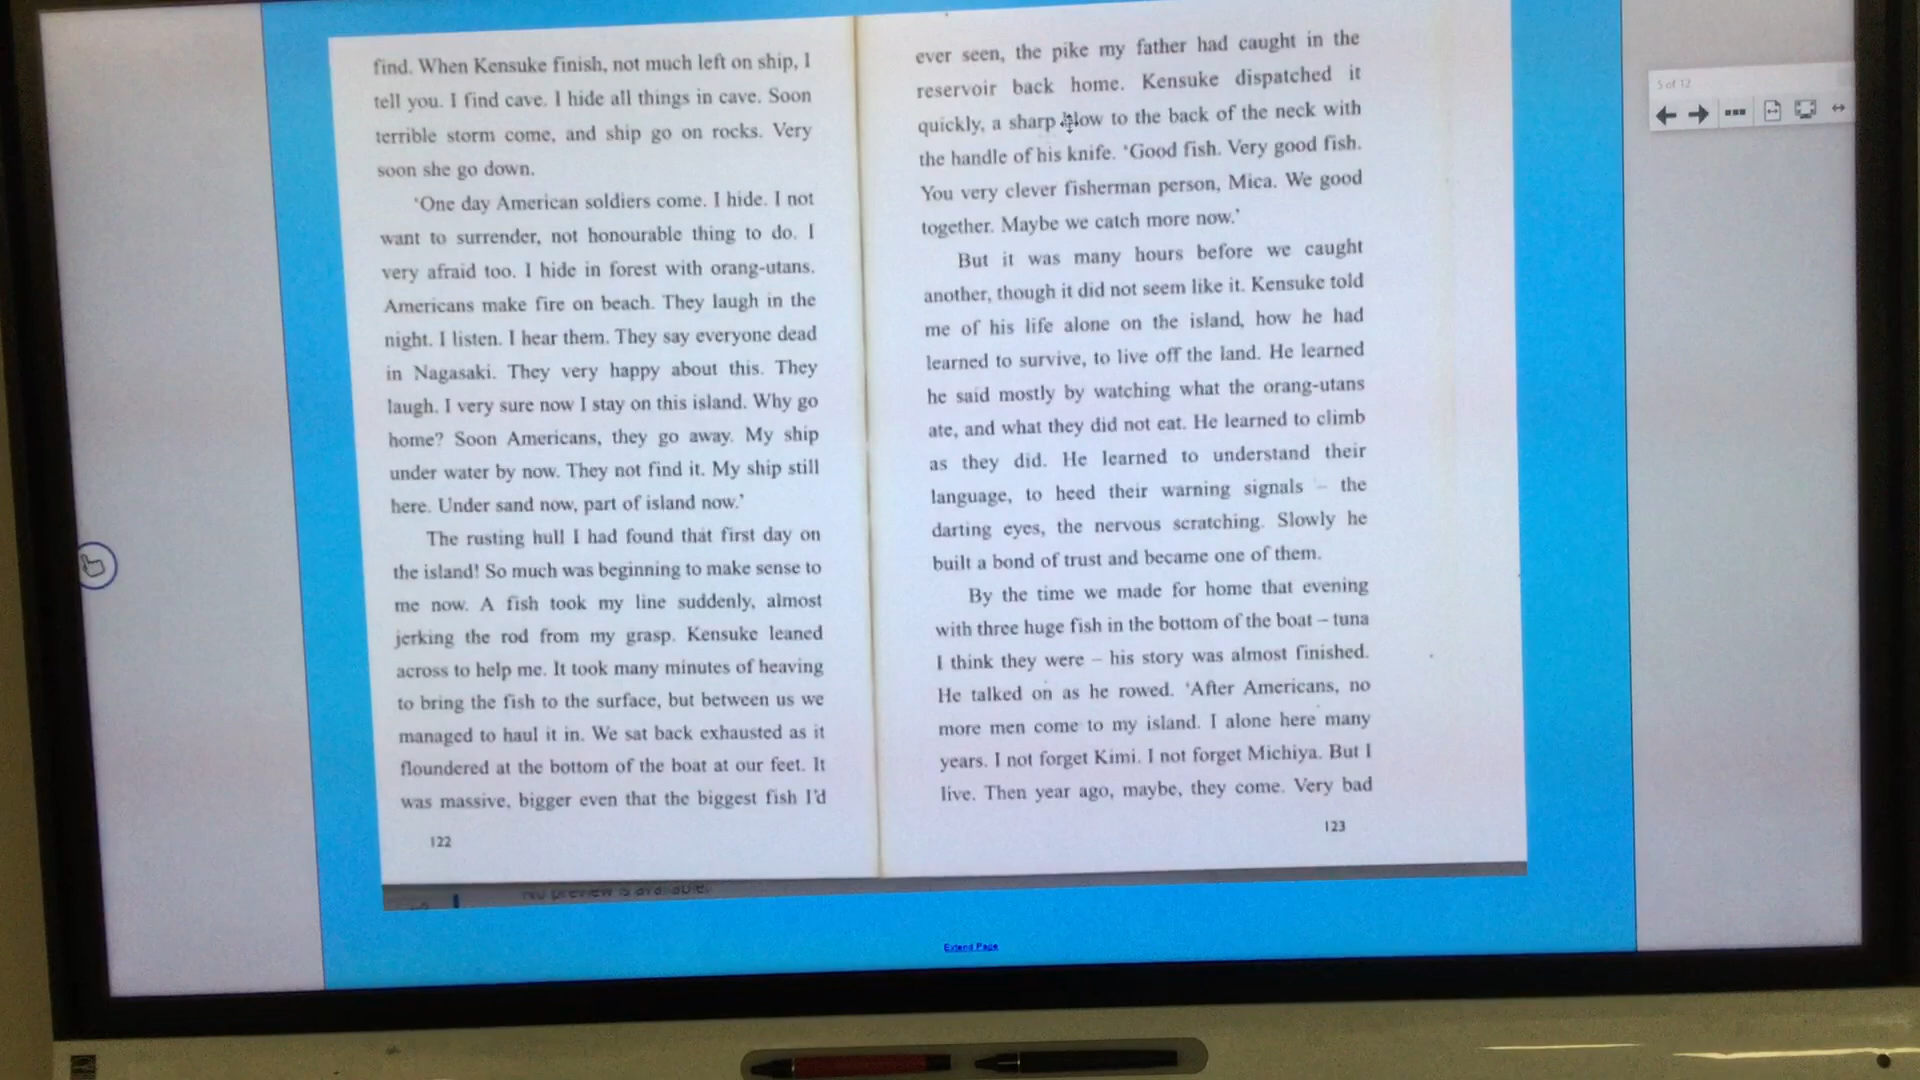 find. When Kensuke finish, not much left on ship, I
tell you. I find cave. I hide all things in cave. Soon
terrible storm come, and ship go on rocks. Very
soon she go down.
‘One day American soldiers come. I hide. I not
want to surrender, not honourable thing to do. I
very afraid too. I hide in forest with orang-utans.
Americans make fire on beach. They laugh in the
night. I listen. I hear them. They say everyone dead
in Nagasaki. They very happy about this. They
laugh. I very sure now I stay on this island. Why go
home? Soon Americans, they go away. My ship
under water by now. They not find it. My ship still
here. Under sand now, part of island now.’
The rusting hull I had found that first day on
the island! So much was beginning to make sense to
me now. A fish took my line suddenly, almost
jerking the rod from my grasp. Kensuke leaned
across to help me. It took many minutes of heaving
to bring the fish to the surface, but between us we
managed to haul it in. We sat back exhausted as it
floundered at the bottom of the boat at our feet. It
was massive, bigger even that the biggest fish I’d
122
ever seen, the pike my father had caught in the
reservoir back home. Kensuke dispatched it
quickly, a sharp blow to the back of the neck with
the handle of his knife. ‘Good fish. Very good fish.
You very clever fisherman person, Mica. We good
together. Maybe we catch more now.’
But it was many hours before we caught
another, though it did not seem like it. Kensuke told
me of his life alone on the island, how he had
learned to survive, to live off the land. He learned
he said mostly by watching what the orang-utans
ate, and what they did not eat. He learned to climb
as they did. He learned to understand their
language, to heed their warning signals – the
darting eyes, the nervous scratching. Slowly he
built a bond of trust and became one of them.
By the time we made for home that evening
with three huge fish in the bottom of the boat – tuna
I think they were – his story was almost finished.
He talked on as he rowed. ‘After Americans, no
more men come to my island. I alone here many
years. I not forget Kimi. I not forget Michiya. But I
live. Then year ago, maybe, they come. Very bad
123
5 of 12
No preview is available.
Extend Page